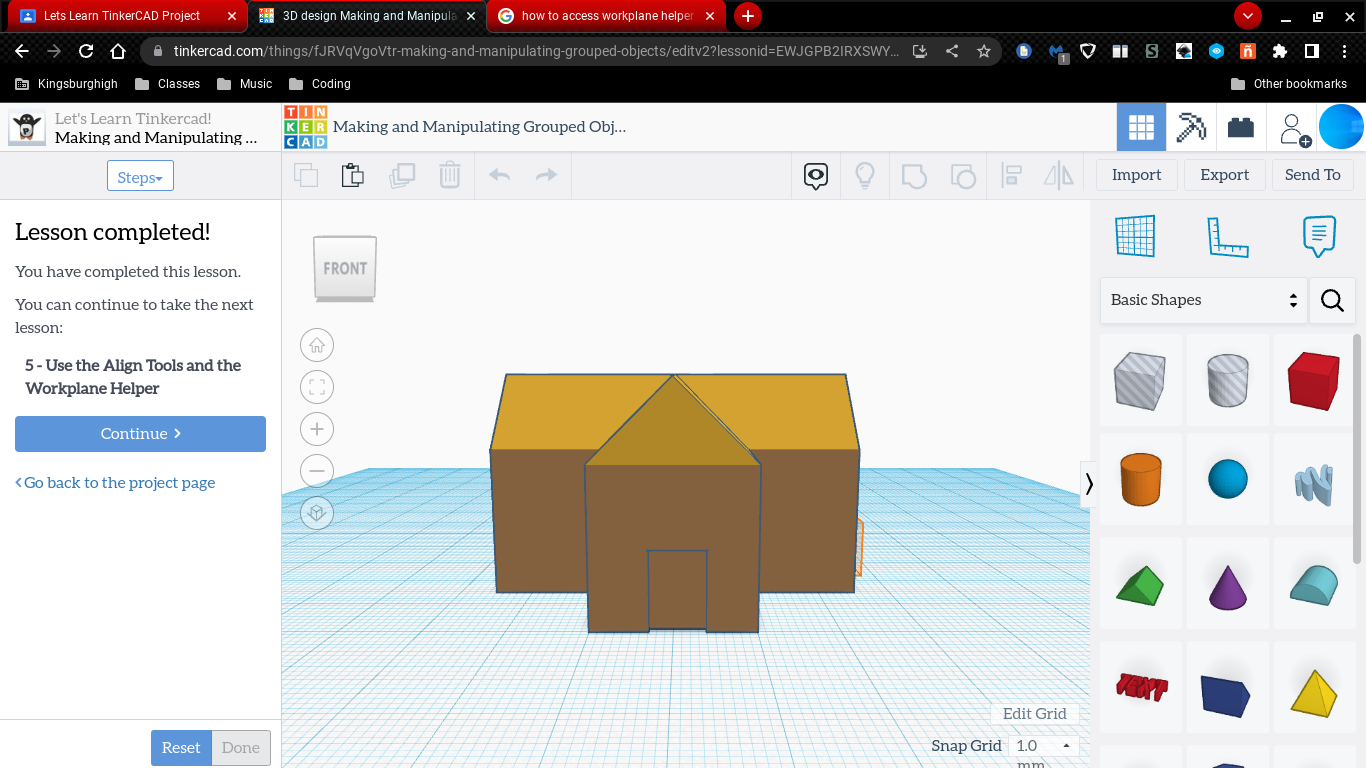 Lets Learn TinkerCAD Project
3D design Making and Manipula
how to access workplane helper
tinkercad.com/things/fJRVqVgoVtr-making-and-manipulating-grouped-objects/editv2?lessonid=EWJGPB2IRXSWY…
1
S
ñ
Kingsburghigh
Classes
Music
Coding
Other bookmarks
Let's Learn Tinkercad!
Making and Manipulating ...
TIN
KER
CAD
Making and Manipulating Grouped Obj...
Steps
Import
Export
Send To
Lesson completed!
You have completed this lesson.
You can continue to take the next
lesson:
5 - Use the Align Tools and the
Workplane Helper
Continue
Go back to the project page
Reset
Done
FRONT
Basic Shapes
TEXT
Edit Grid
Snap Grid
1.0
mm